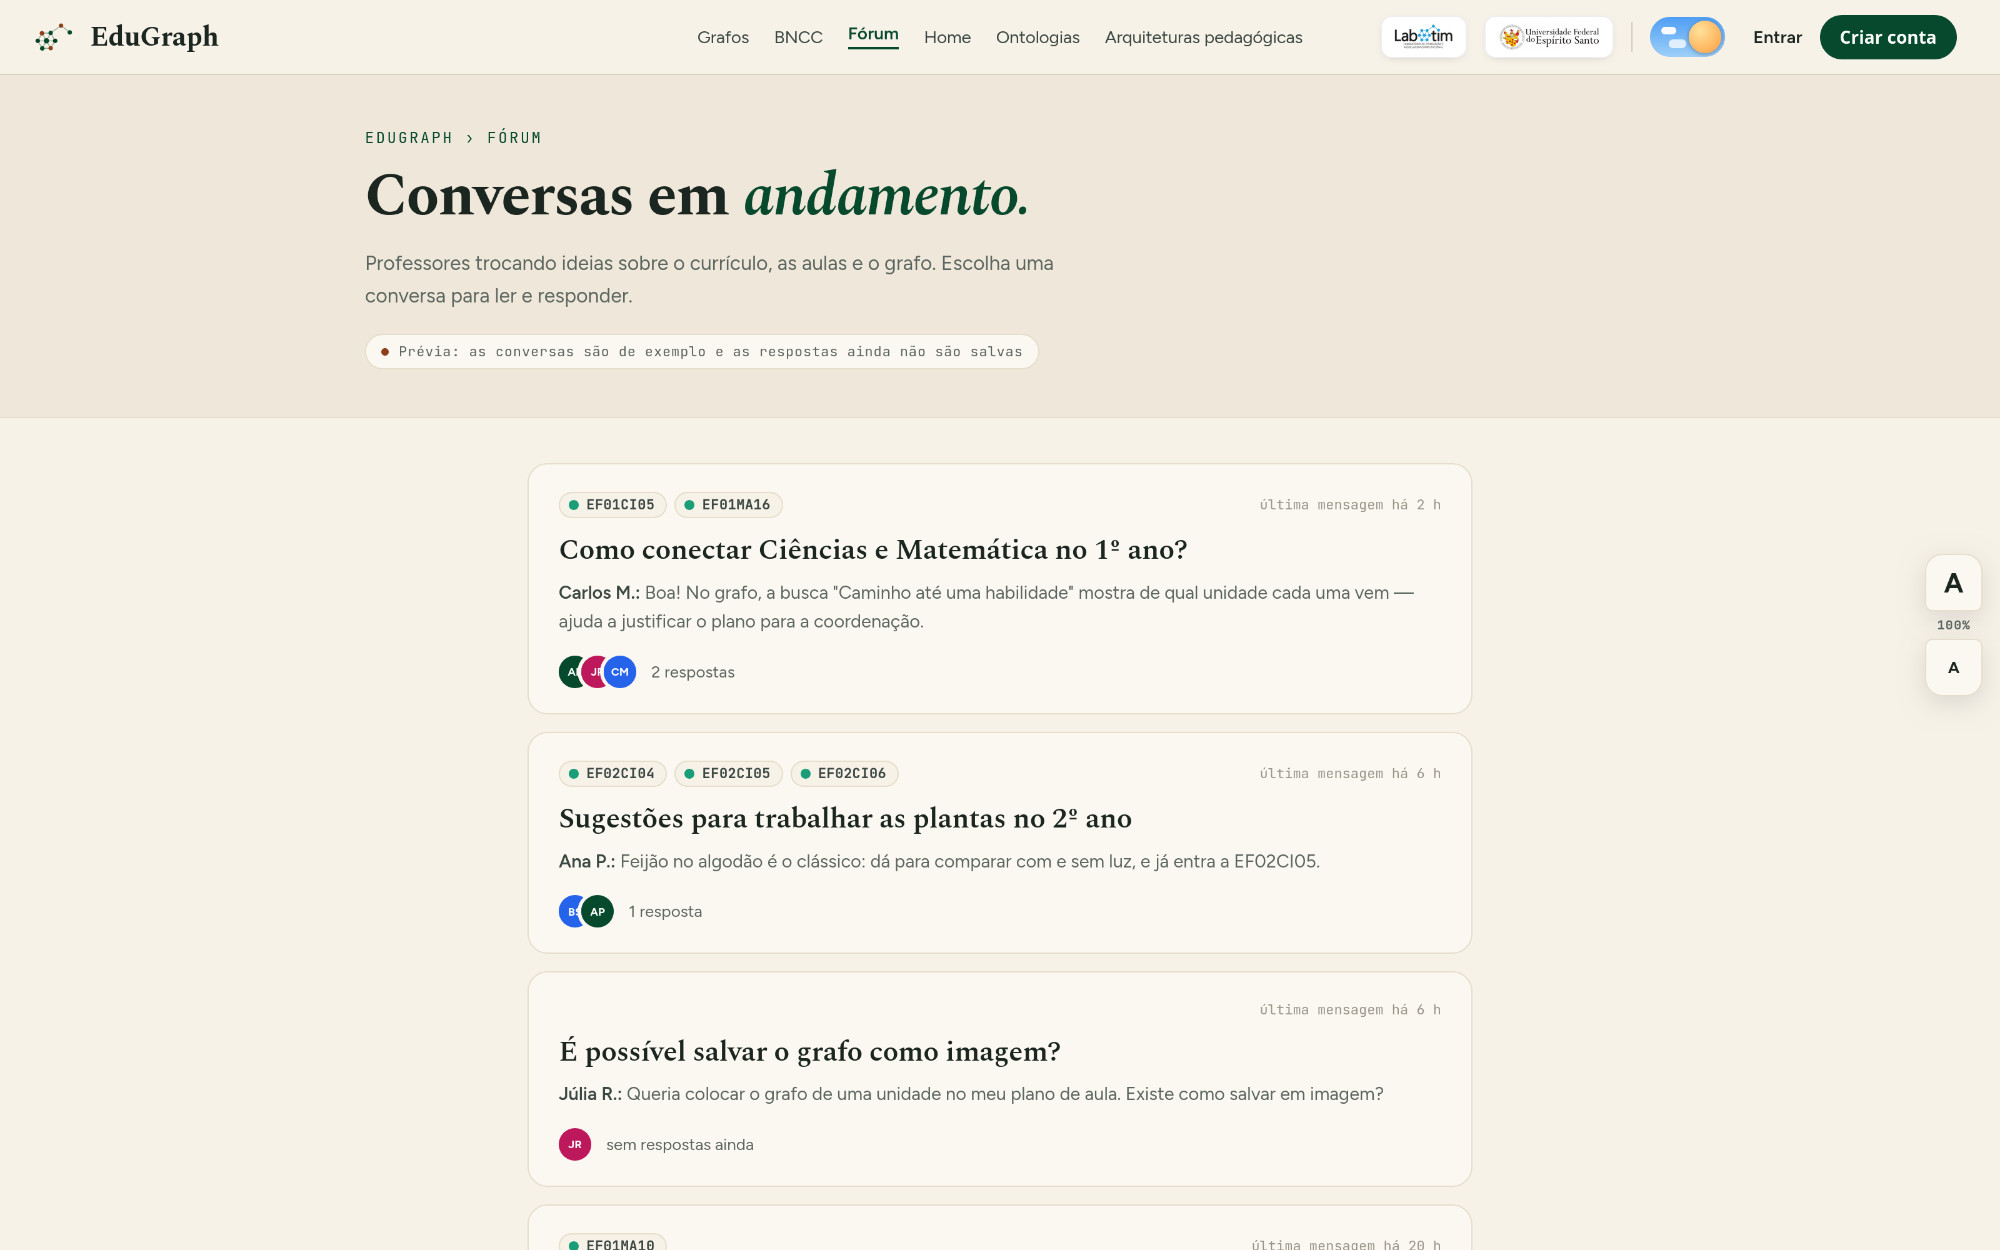 EduGraph
Grafos
BNCC
Fórum
Home
Ontologias
Arquiteturas pedagógicas
Universidade Federal
do Espírito Santo
Entrar
Criar conta
EDUGRAPH › FÓRUM
Conversas em andamento.
Professores trocando ideias sobre o currículo, as aulas e o grafo. Escolha uma
conversa para ler e responder.
Prévia: as conversas são de exemplo e as respostas ainda não são salvas
EF01CI05
EF01MA16
última mensagem há 2 h
Como conectar Ciências e Matemática no 1º ano?
Carlos M.: Boa! No grafo, a busca "Caminho até uma habilidade" mostra de qual unidade cada uma vem —
ajuda a justificar o plano para a coordenação.
CM
2 respostas
EF02CI04
EF02CI05
EF02CI06
última mensagem há 6 h
Sugestões para trabalhar as plantas no 2º ano
Ana P.: Feijão no algodão é o clássico: dá para comparar com e sem luz, e já entra a EF02CI05.
AP
1 resposta
última mensagem há 6 h
É possível salvar o grafo como imagem?
Júlia R.: Queria colocar o grafo de uma unidade no meu plano de aula. Existe como salvar em imagem?
JR
sem respostas ainda
EF01MA10
última mensagem há 20 h
A
100%
A